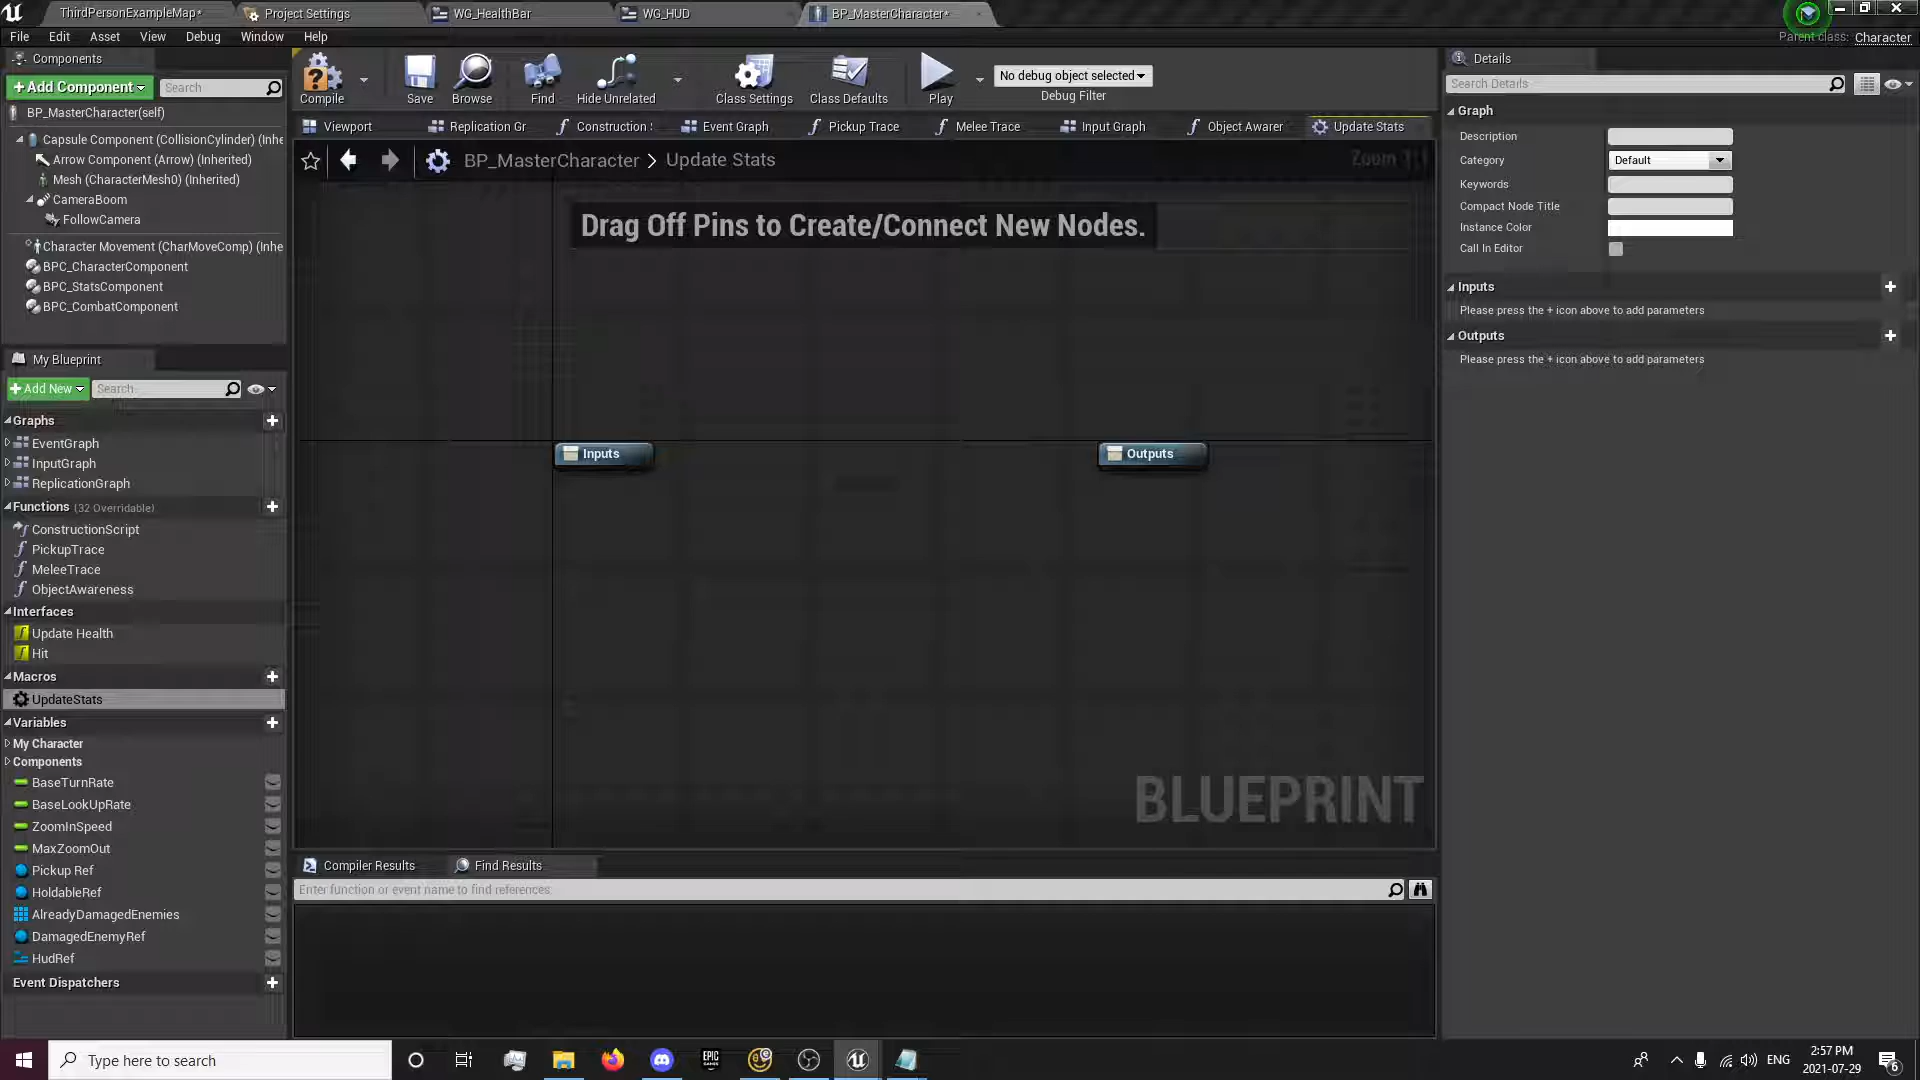 ThirdPersonExampleMap*
Project Settings
WG_HealthBar
WG_HUD
BP_MasterCharacter*
File Edit Asset View Debug Window Help
Parent class: Character
Components
+Add Component
Search
BP_MasterCharacter(self)
Capsule Component (CollisionCylinder) (Inhe
Arrow Component (Arrow) (Inherited)
Mesh (CharacterMesh0) (Inherited)
CameraBoom
FollowCamera
Character Movement (CharMoveComp) (Inhe
BPC_CharacterComponent
BPC_StatsComponent
BPC_CombatComponent
My Blueprint
+Add New
Search
Graphs
EventGraph
InputGraph
ReplicationGraph
Functions (32 Overridable)
ConstructionScript
PickupTrace
MeleeTrace
ObjectAwareness
Interfaces
Update Health
Hit
Macros
UpdateStats
Variables
My Character
Components
BaseTurnRate
BaseLookUpRate
ZoomInSpeed
MaxZoomOut
Pickup Ref
HoldableRef
AlreadyDamagedEnemies
DamagedEnemyRef
HudRef
Event Dispatchers
Compile
Save
Browse
Find
Hide Unrelated
Class Settings
Class Defaults
Play
No debug object selected
Debug Filter
Viewport
Replication Gr
Construction S
Event Graph
Pickup Trace
Melee Trace
Input Graph
Object Awarer
Update Stats
BP_MasterCharacter > Update Stats
Zoom 1:1
Drag Off Pins to Create/Connect New Nodes.
Inputs
Outputs
BLUEPRINT
Compiler Results
Find Results
Enter function or event name to find references
Details
Search Details
Graph
Description
Category
Default
Keywords
Compact Node Title
Instance Color
Call In Editor
Inputs
Please press the + icon above to add parameters
Outputs
Please press the + icon above to add parameters
Type here to search
EPIC
GAMES
ENG
2:57 PM
2021-07-29
6